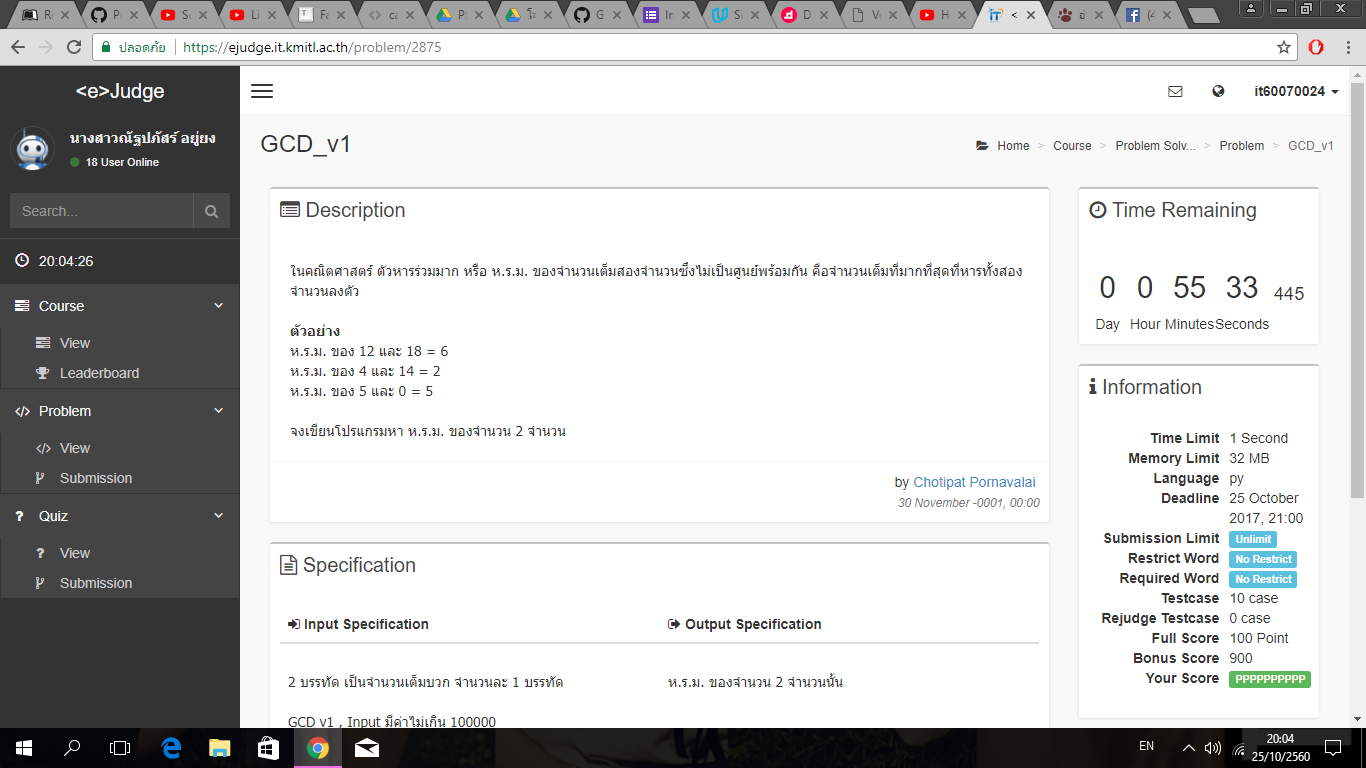 ปลอดภัย https://ejudge.it.kmitl.ac.th/problem/2875
<e>Judge
it60070024
นางสาวณัฐปภัสร์ อยู่ยง
18 User Online
Search...
20:04:26
Course
View
Leaderboard
Problem
View
Submission
Quiz
View
Submission
GCD_v1
Home > Course > Problem Solv... > Problem > GCD_v1
Description
ในคณิตศาสตร์ ตัวหารร่วมมาก หรือ ห.ร.ม. ของจำนวนเต็มสองจำนวนซึ่งไม่เป็นศูนย์พร้อมกัน คือจำนวนเต็มที่มากที่สุดที่หารทั้งสอง
จำนวนลงตัว
ตัวอย่าง
ห.ร.ม. ของ 12 และ 18 = 6
ห.ร.ม. ของ 4 และ 14 = 2
ห.ร.ม. ของ 5 และ 0 = 5
จงเขียนโปรแกรมหา ห.ร.ม. ของจำนวน 2 จำนวน
by Chotipat Pornavalai
30 November -0001, 00:00
Specification
Input Specification
Output Specification
2 บรรทัด เป็นจำนวนเต็มบวก จำนวนละ 1 บรรทัด
ห.ร.ม. ของจำนวน 2 จำนวนนั้น
GCD v1 , Input มีค่าไม่เกิน 100000
Time Remaining
0 0 55 33 445
Day Hour Minutes Seconds
Information
Time Limit 1 Second
Memory Limit 32 MB
Language py
Deadline 25 October
2017, 21:00
Submission Limit Unlimit
Restrict Word No Restrict
Required Word No Restrict
Testcase 10 case
Rejudge Testcase 0 case
Full Score 100 Point
Bonus Score 900
Your Score PPPPPPPPPP
EN
20:04
25/10/2560